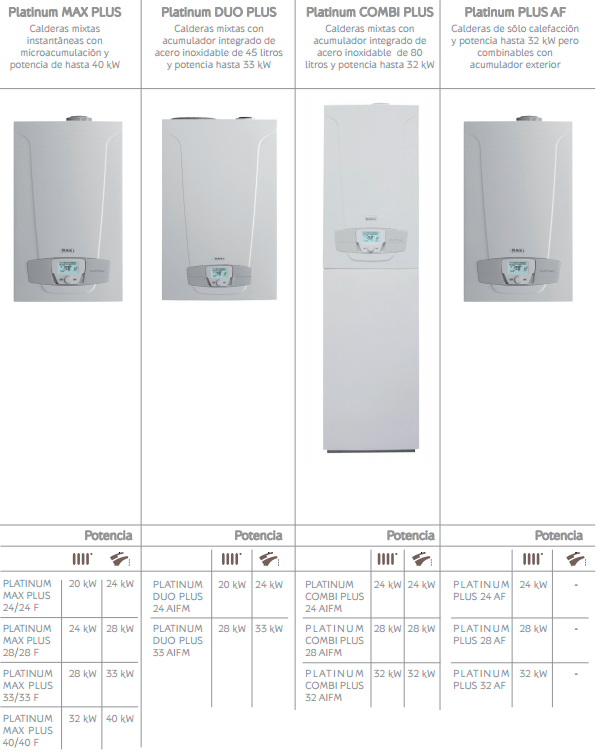 Platinum MAX PLUS
Calderas mixtas
instantáneas con
microacumulación y
potencia de hasta 40 kW
Platinum DUO PLUS
Calderas mixtas con
acumulador integrado de
acero inoxidable de 45 litros
y potencia hasta 33 kW
Platinum COMBI PLUS
Calderas mixtas con
acumulador integrado de
acero inoxidable de 80
litros y potencia hasta 32 kW
Platinum PLUS AF
Calderas de sólo calefacción
y potencia hasta 32 kW pero
combinables con
acumulador exterior
BAXI
BAXI
BAXI
BAXI
Potencia
PLATINUM 20 kW 24 kW
MAX PLUS
24/24 F
PLATINUM 24 kW 28 kW
MAX PLUS
28/28 F
PLATINUM 28 kW 33 kW
MAX PLUS
33/33 F
PLATINUM 32 kW 40 kW
MAX PLUS
40/40 F
Potencia
PLATINUM 20 kW 24 kW
DUO PLUS
24 AIFM
PLATINUM 28 kW 33 kW
DUO PLUS
33 AIFM
Potencia
PLATINUM 24 kW 24 kW
COMBI PLUS
24 AIFM
PLATINUM 28 kW 28 kW
COMBI PLUS
28 AIFM
PLATINUM 32 kW 32 kW
COMBI PLUS
32 AIFM
Potencia
PLATINUM 24 kW -
PLUS 24 AF
PLATINUM 28 kW -
PLUS 28 AF
PLATINUM 32 kW -
PLUS 32 AF